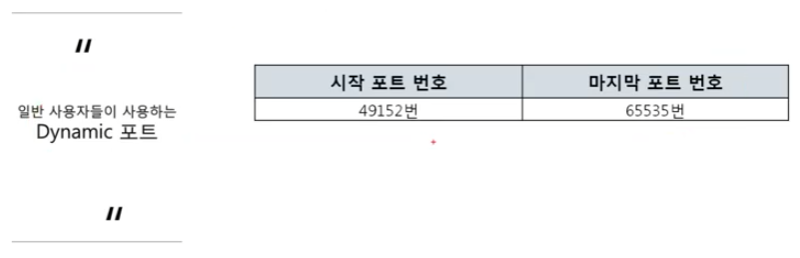 "
일반 사용자들이 사용하는
Dynamic 포트
"
시작 포트 번호 마지막 포트 번호
49152번 65535번